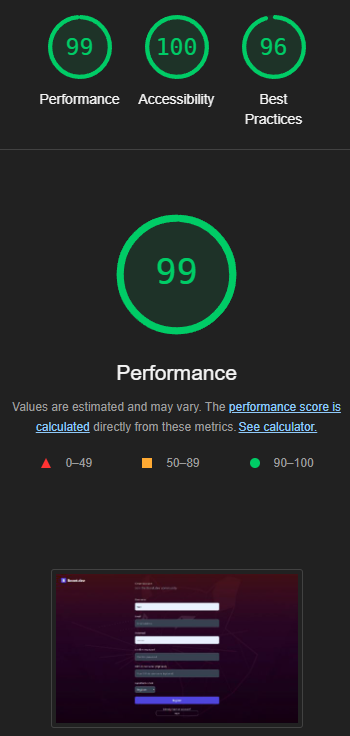 99
100
96
Performance
Accessibility
Best
Practices
99
Performance
Values are estimated and may vary. The performance score is
calculated directly from these metrics. See calculator.
0–49
50–89
90–100